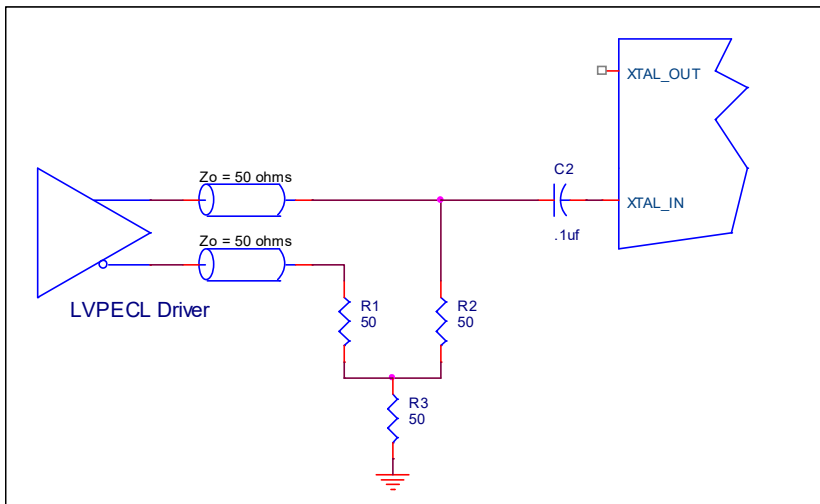 XTAL_OUT
Zo = 50 ohms
C2
XTAL_IN
.1uf
Zo = 50 ohms
LVPECL Driver
R1
50
R2
50
R3
50